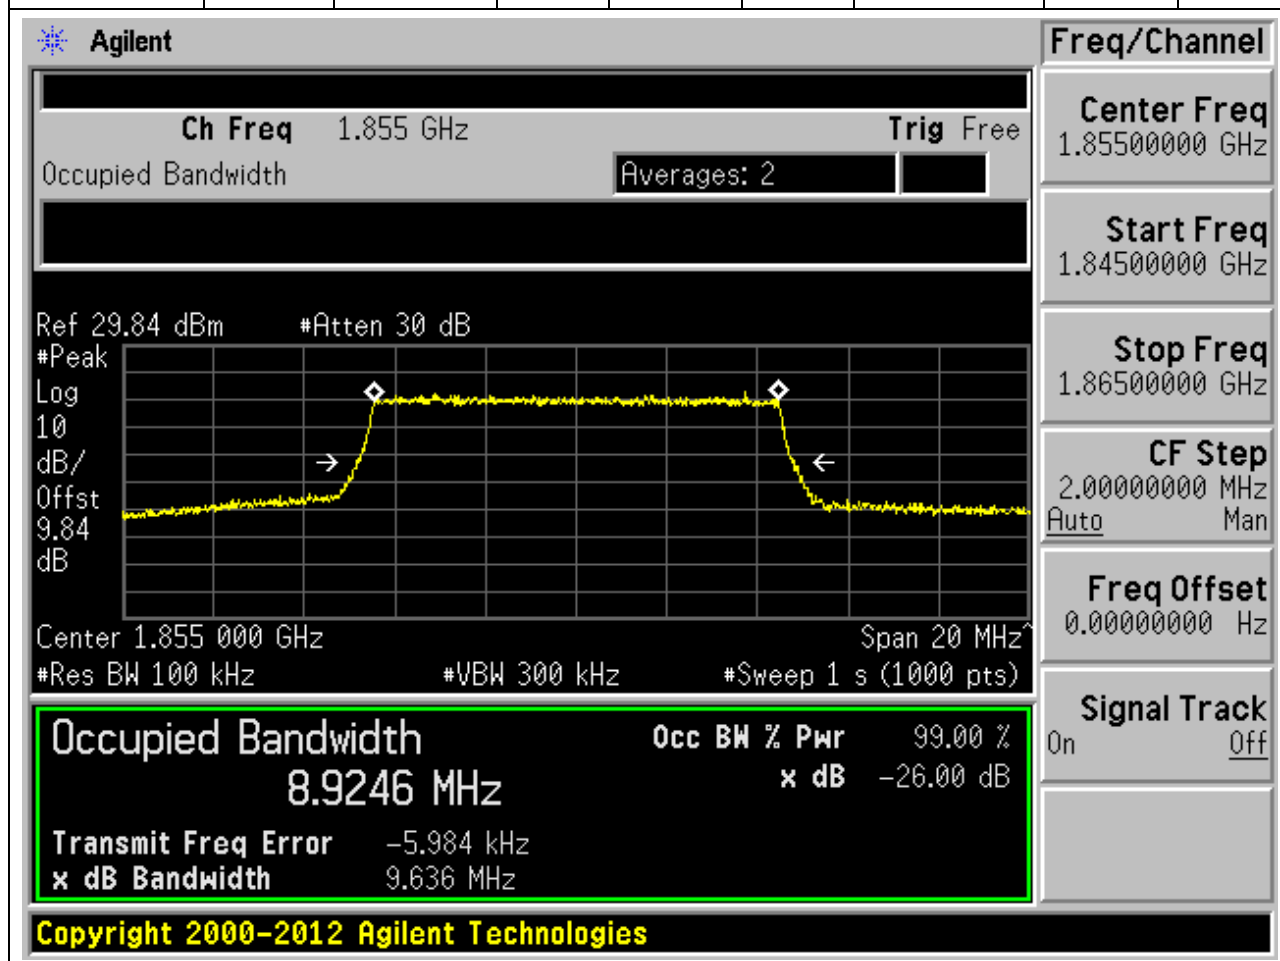 Agilent
Freq/Channel
Ch Freq 1.855 GHz Trig Free
Occupied Bandwidth Averages: 2
Center Freq
1.85500000 GHz
Start Freq
1.84500000 GHz
Stop Freq
1.86500000 GHz
CF Step
2.00000000 MHz
Auto Man
Freq Offset
0.00000000 Hz
Signal Track
On Off
Ref 29.84 dBm #Atten 30 dB
#Peak
Log
10
dB/
Offst
9.84
dB
Center 1.855 000 GHz Span 20 MHz^
#Res BW 100 kHz #VBW 300 kHz #Sweep 1 s (1000 pts)
Occupied Bandwidth
8.9246 MHz
Occ BW % Pwr 99.00 %
x dB -26.00 dB
Transmit Freq Error -5.984 kHz
x dB Bandwidth 9.636 MHz
Copyright 2000-2012 Agilent Technologies